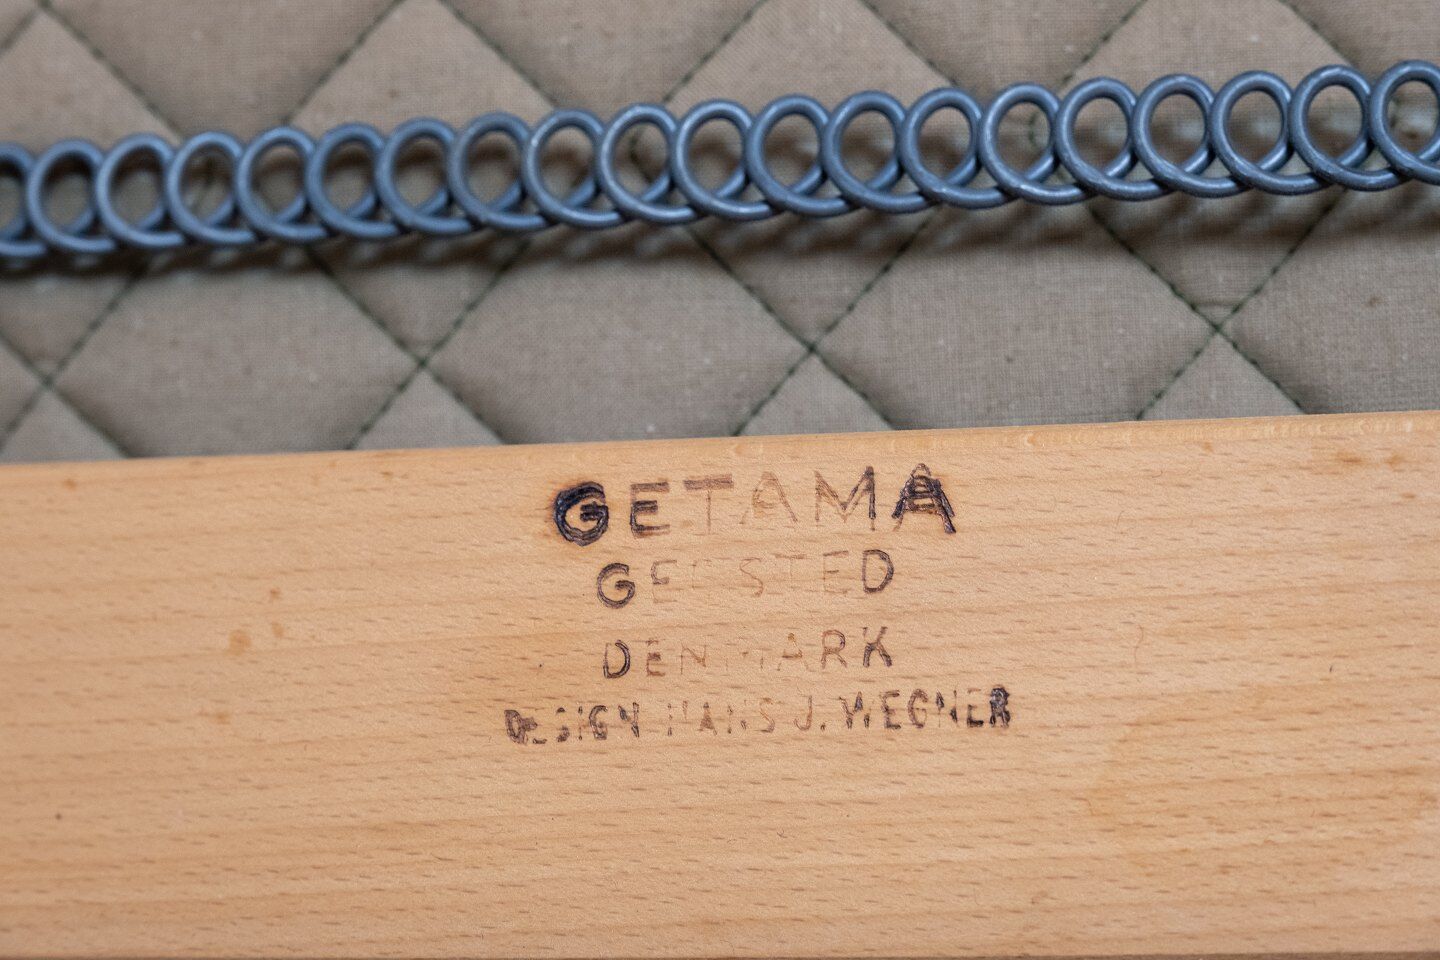 GETAMA
GEDSTED
DENMARK
DESIGN HANS J. WEGNER